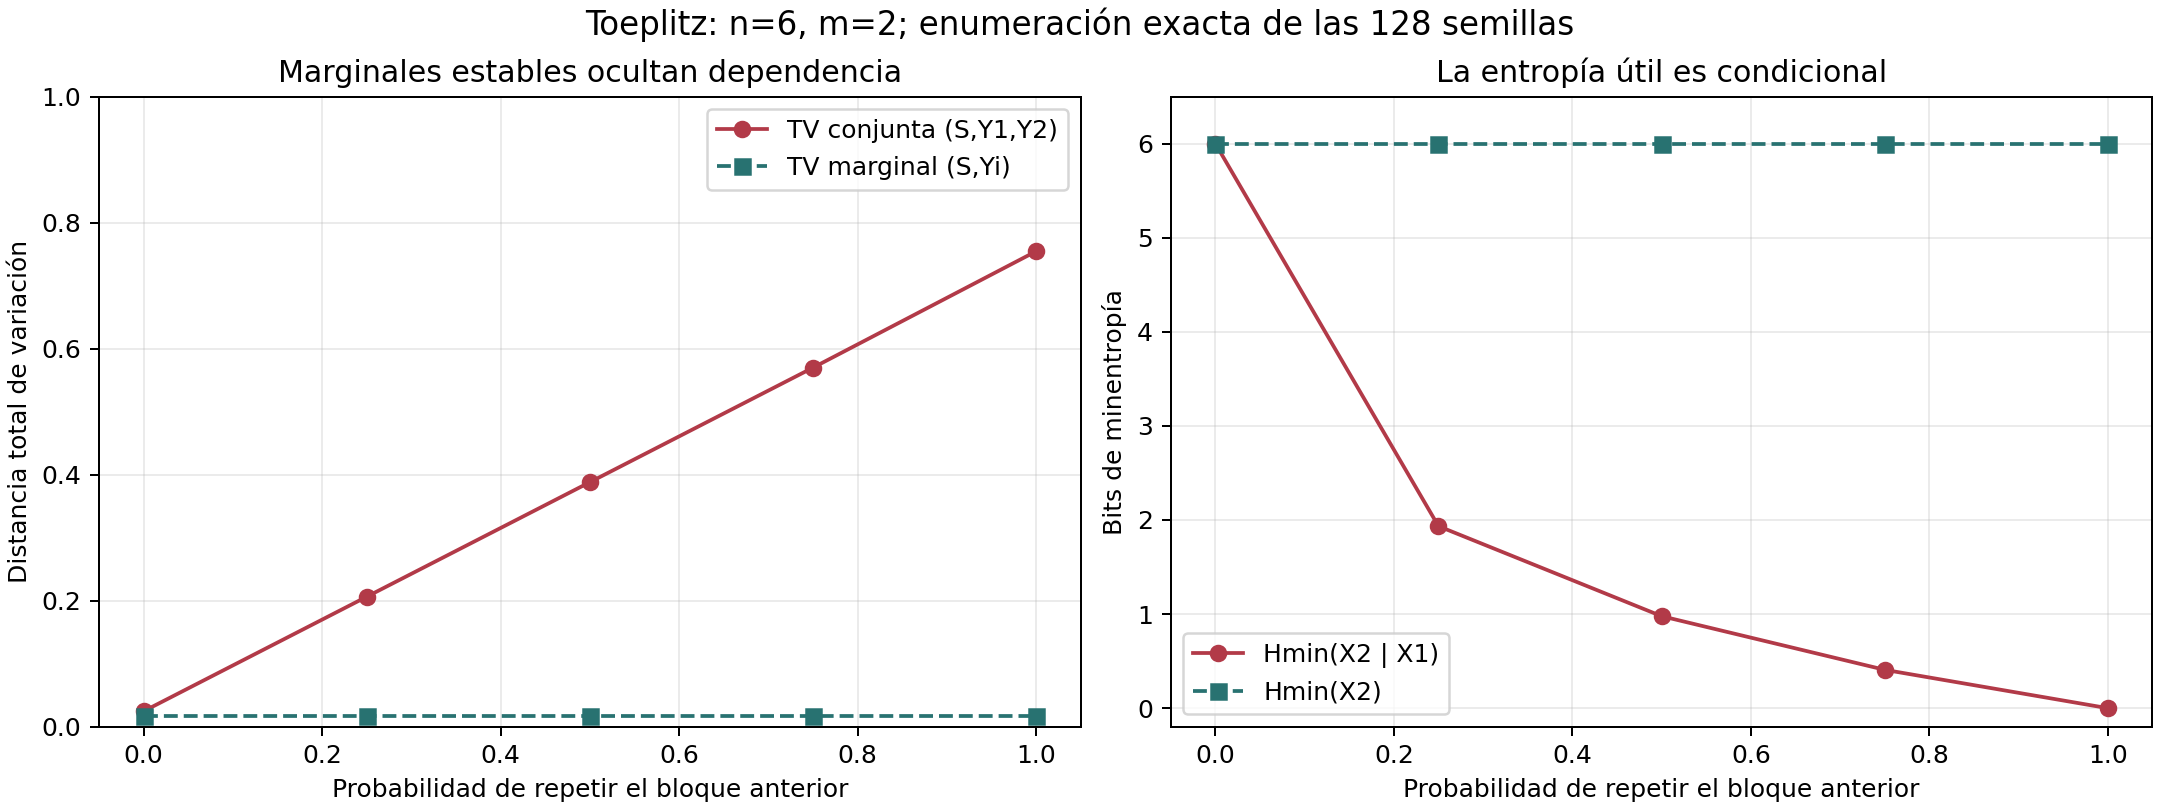 Toeplitz: n=6, m=2; enumeración exacta de las 128 semillas
Marginales estables ocultan dependencia
Distancia total de variación
1.0
0.8
0.6
0.4
0.2
0.0
TV conjunta (S,Y1,Y2)
TV marginal (S,Yi)
0.0 0.2 0.4 0.6 0.8 1.0
Probabilidad de repetir el bloque anterior
La entropía útil es condicional
Bits de minentropía
6
5
4
3
2
1
0
Hmin(X2 | X1)
Hmin(X2)
0.0 0.2 0.4 0.6 0.8 1.0
Probabilidad de repetir el bloque anterior